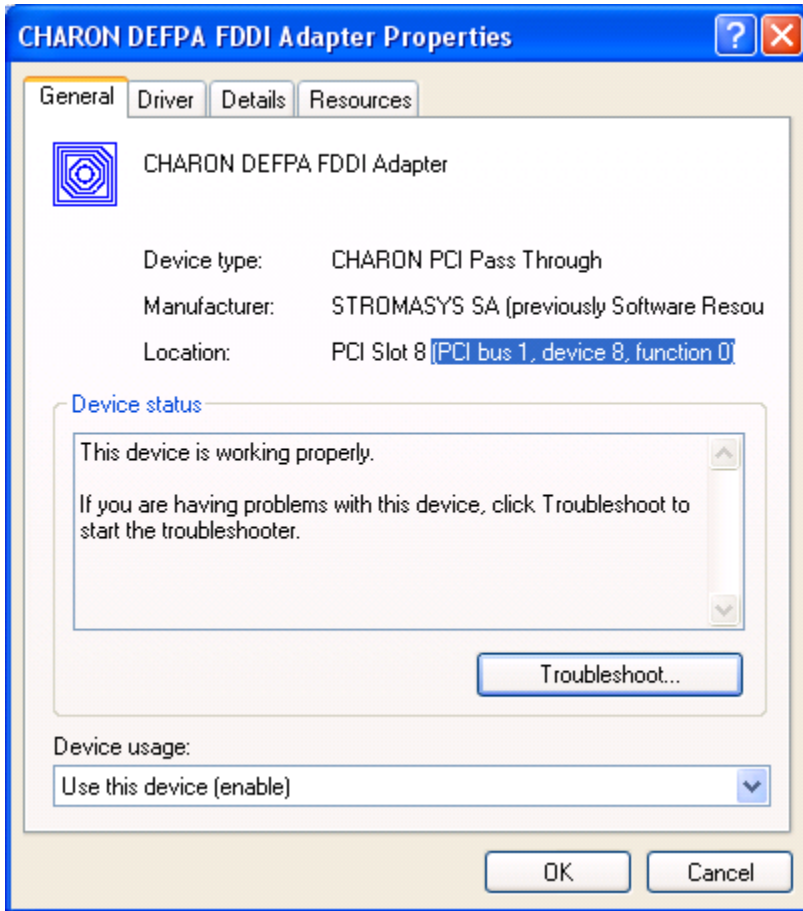 CHARON DEFPA FDDI Adapter Properties
General Driver Details Resources
CHARON DEFPA FDDI Adapter
Device type: CHARON PCI Pass Through
Manufacturer: STROMASYS SA (previously Software Resou
Location: PCI Slot 8 (PCI bus 1, device 8, function 0)
Device status
This device is working properly.
If you are having problems with this device, click Troubleshoot to
start the troubleshooter.
Troubleshoot...
Device usage:
Use this device (enable)
OK Cancel